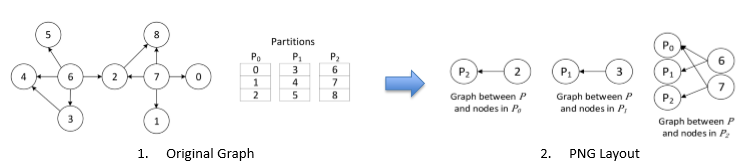 5
8
4
6
2
7
0
3
1
Partitions
P₀ P₁ P₂
0 3 6
1 4 7
2 5 8
P₂ 2
Graph between P
and nodes in P₀
P₁ 3
Graph between P
and nodes in P₁
P₀
P₁
P₂
6
7
Graph between P
and nodes in P₂
1. Original Graph
2. PNG Layout